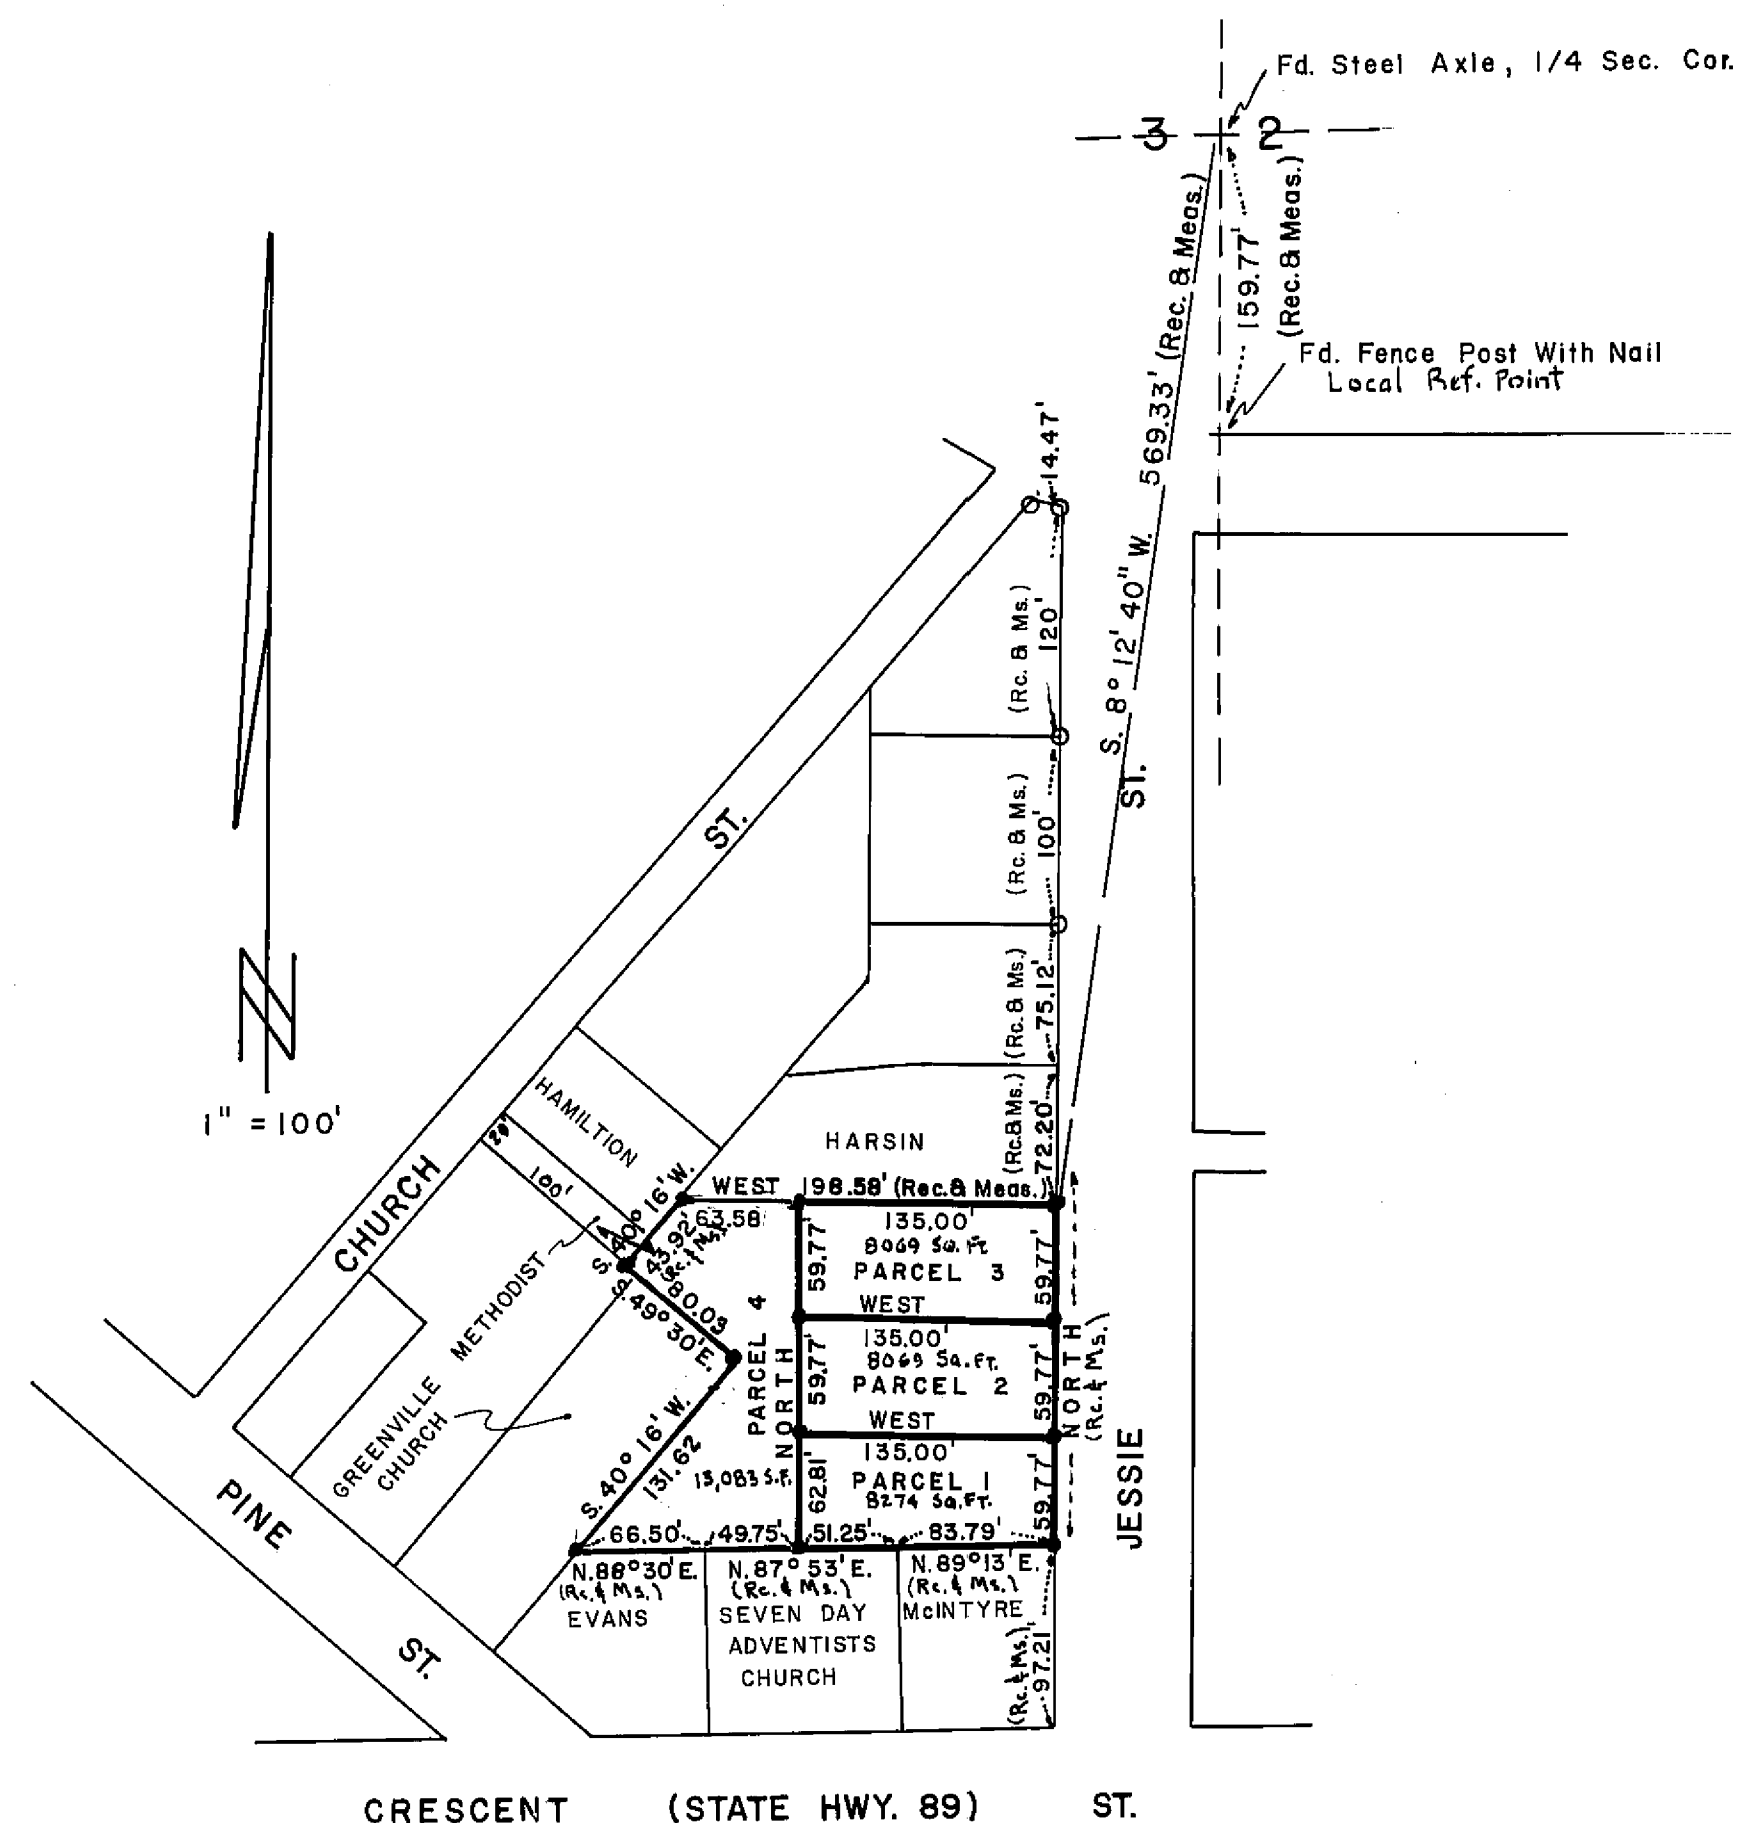 Fd. Steel Axle, 1/4 Sec. Cor.
3 2
159.77'
(Rec. & Meas.)
Fd. Fence Post With Nail
Local Ref. Point
S. 8° 12' 40" W. 569.33' (Rec. & Meas.)
14.47'
120'
(Rc. & Ms.)
100'
(Rc. & Ms.)
75.12'
(Rc. & Ms.)
72.20'
(Rc. & Ms.)
1" = 100'
CHURCH ST.
HAMILTION
20'
100'
HARSIN
S. 40° 16' W.
43.92'
(Rc. & Ms.)
WEST 198.58' (Rec. & Meas.)
63.58'
135.00'
8069 Sq. Ft.
PARCEL 3
59.77'
59.77'
WEST
135.00'
8069 Sq. Ft.
PARCEL 2
59.77'
59.77'
WEST
135.00'
PARCEL 1
8274 Sq. Ft.
62.81'
59.77'
NORTH
(Rc. & Ms.)
S. 49° 30' E.
80.03
PARCEL 4
NORTH
S. 40° 16' W.
131.62
GREENVILLE METHODIST
CHURCH
66.50' 49.75' 51.25' 83.79'
N. 88° 30' E. N. 87° 53' E. N. 89° 13' E.
(Rc. & Ms.) (Rc. & Ms.) (Rc. & Ms.)
EVANS SEVEN DAY McINTYRE
ADVENTISTS
CHURCH
97.21
(Rc. & Ms.)
JESSIE ST.
PINE ST.
CRESCENT (STATE HWY. 89) ST.